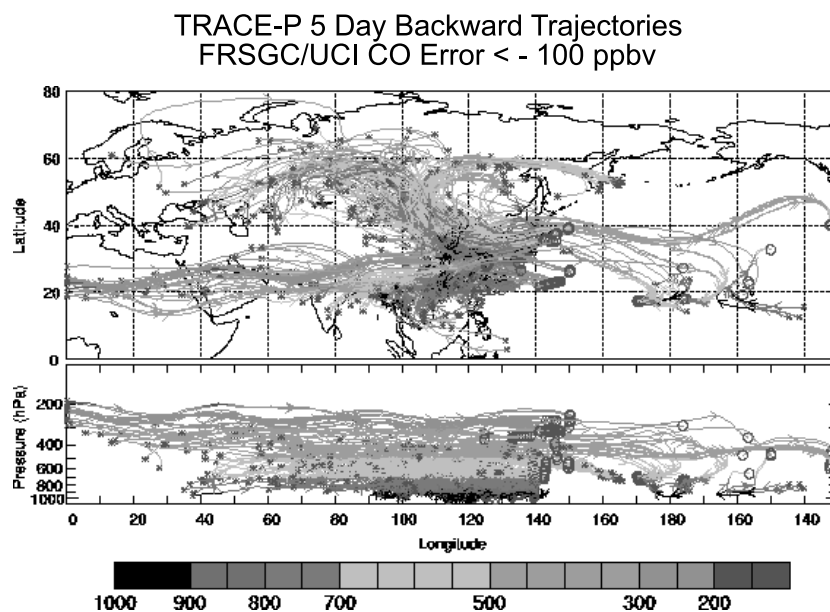 TRACE-P 5 Day Backward Trajectories
FRSGC/UCI CO Error < - 100 ppbv
80
60
40
20
0
Latitude
200
400
600
800
1000
Pressure (hPa)
0 20 40 60 80 100 120 140 160 180 160 140
Longitude
1000 900 800 700 500 300 200